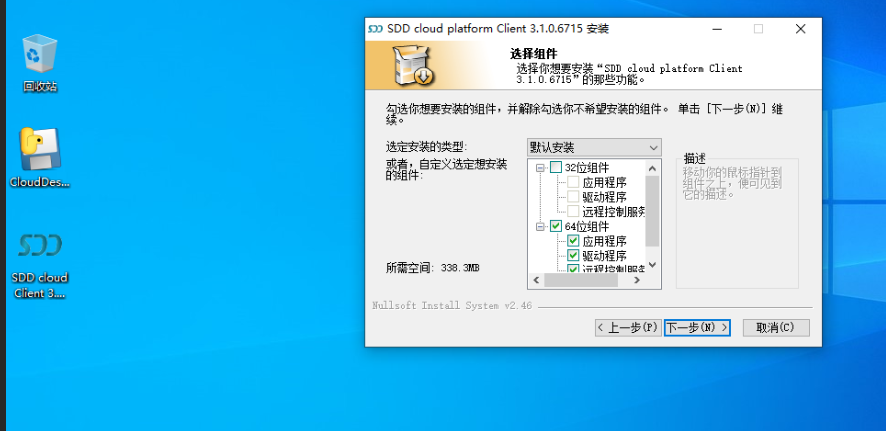 SDD cloud platform Client 3.1.0.6715 安装
选择组件
选择你想要安装“SDD cloud platform Client
3.1.0.6715”的那些功能。
勾选你想要安装的组件，并解除勾选你不希望安装的组件。 单击 [下一步(N)] 继
续。
选定安装的类型:
默认安装
或者，自定义选定想安装
的组件:
32位组件
应用程序
驱动程序
远程控制服务
64位组件
应用程序
驱动程序
远程控制服务
描述
移动你的鼠标指针到
组件之上，便可见到
它的描述。
所需空间: 338.3MB
Nullsoft Install System v2.46
< 上一步(P)
下一步(N) >
取消(C)
回收站
CloudDes...
SDD
SDD cloud
Client 3....